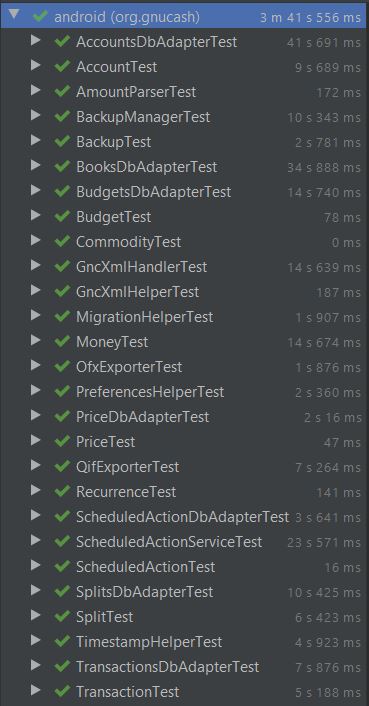 android (org.gnucash) 3 m 41 s 556 ms
AccountsDbAdapterTest 41 s 691 ms
AccountTest 9 s 689 ms
AmountParserTest 172 ms
BackupManagerTest 10 s 343 ms
BackupTest 2 s 781 ms
BooksDbAdapterTest 34 s 888 ms
BudgetsDbAdapterTest 14 s 740 ms
BudgetTest 78 ms
CommodityTest 0 ms
GncXmlHandlerTest 14 s 639 ms
GncXmlHelperTest 187 ms
MigrationHelperTest 1 s 907 ms
MoneyTest 14 s 674 ms
OfxExporterTest 1 s 876 ms
PreferencesHelperTest 2 s 360 ms
PriceDbAdapterTest 2 s 16 ms
PriceTest 47 ms
QifExporterTest 7 s 264 ms
RecurrenceTest 141 ms
ScheduledActionDbAdapterTest 3 s 641 ms
ScheduledActionServiceTest 23 s 571 ms
ScheduledActionTest 16 ms
SplitsDbAdapterTest 10 s 425 ms
SplitTest 6 s 423 ms
TimestampHelperTest 4 s 923 ms
TransactionsDbAdapterTest 7 s 876 ms
TransactionTest 5 s 188 ms